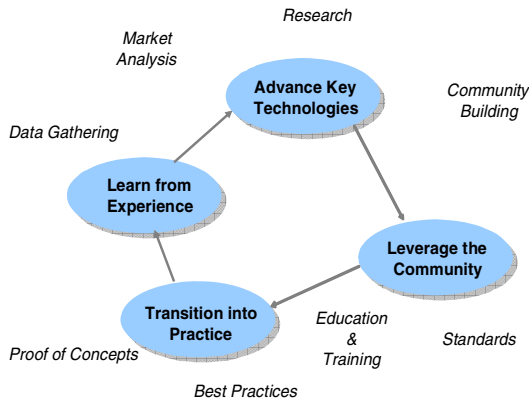 Research
Market
Analysis
Advance Key
Technologies
Community
Building
Data Gathering
Learn from
Experience
Leverage the
Community
Transition into
Practice
Education
&
Training
Standards
Proof of Concepts
Best Practices